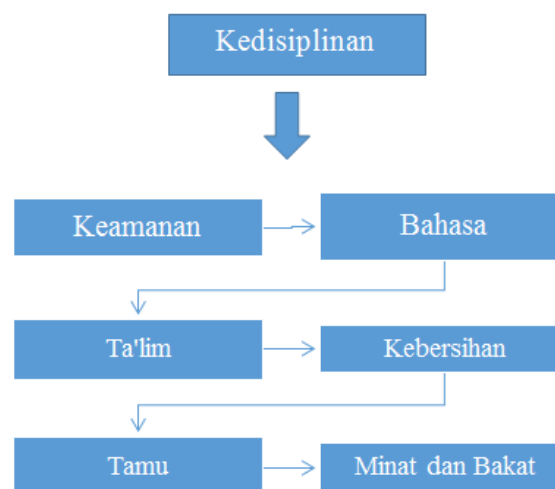 Kedisiplinan
Keamanan
Bahasa
Ta'lim
Kebersihan
Tamu
Minat dan Bakat